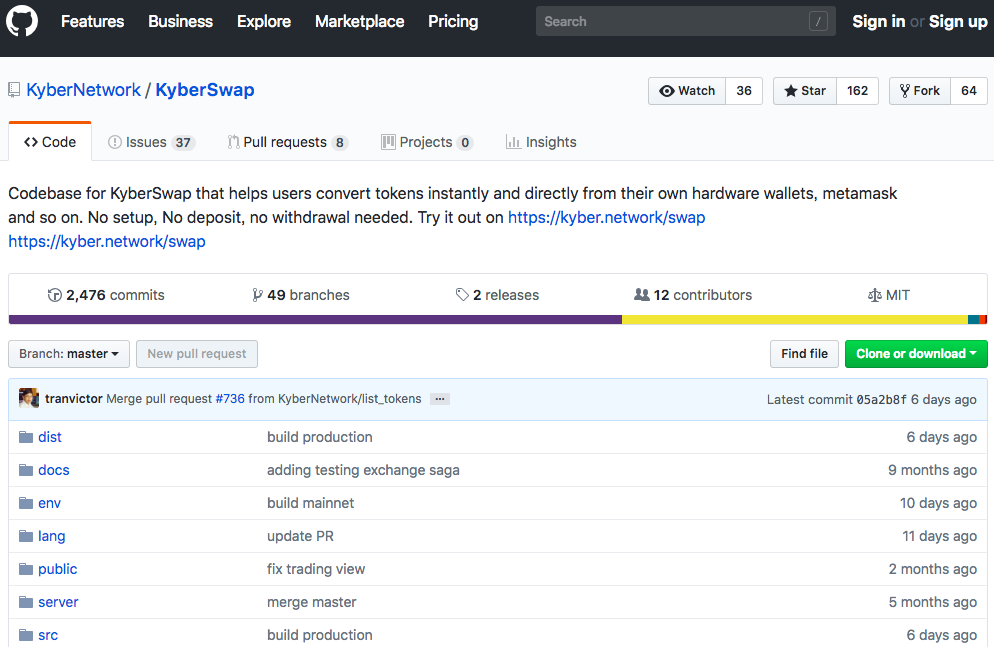 Features Business Explore Marketplace Pricing Search / Sign in or Sign up
KyberNetwork / KyberSwap Watch 36 Star 162 Fork 64
Code Issues 37 Pull requests 8 Projects 0 Insights
Codebase for KyberSwap that helps users convert tokens instantly and directly from their own hardware wallets, metamask
and so on. No setup, No deposit, no withdrawal needed. Try it out on https://kyber.network/swap
https://kyber.network/swap
2,476 commits 49 branches 2 releases 12 contributors MIT
Branch: master New pull request Find file Clone or download
tranvictor Merge pull request #736 from KyberNetwork/list_tokens ... Latest commit 05a2b8f 6 days ago
dist build production 6 days ago
docs adding testing exchange saga 9 months ago
env build mainnet 10 days ago
lang update PR 11 days ago
public fix trading view 2 months ago
server merge master 5 months ago
src build production 6 days ago